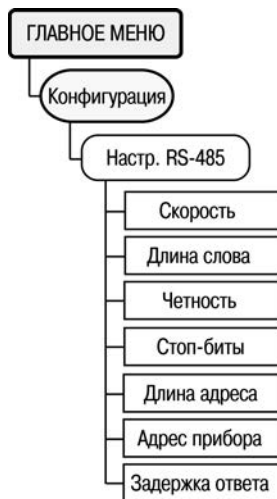 ГЛАВНОЕ МЕНЮ
Конфигурация
Настр. RS-485
Скорость
Длина слова
Четность
Стоп-биты
Длина адреса
Адрес прибора
Задержка ответа